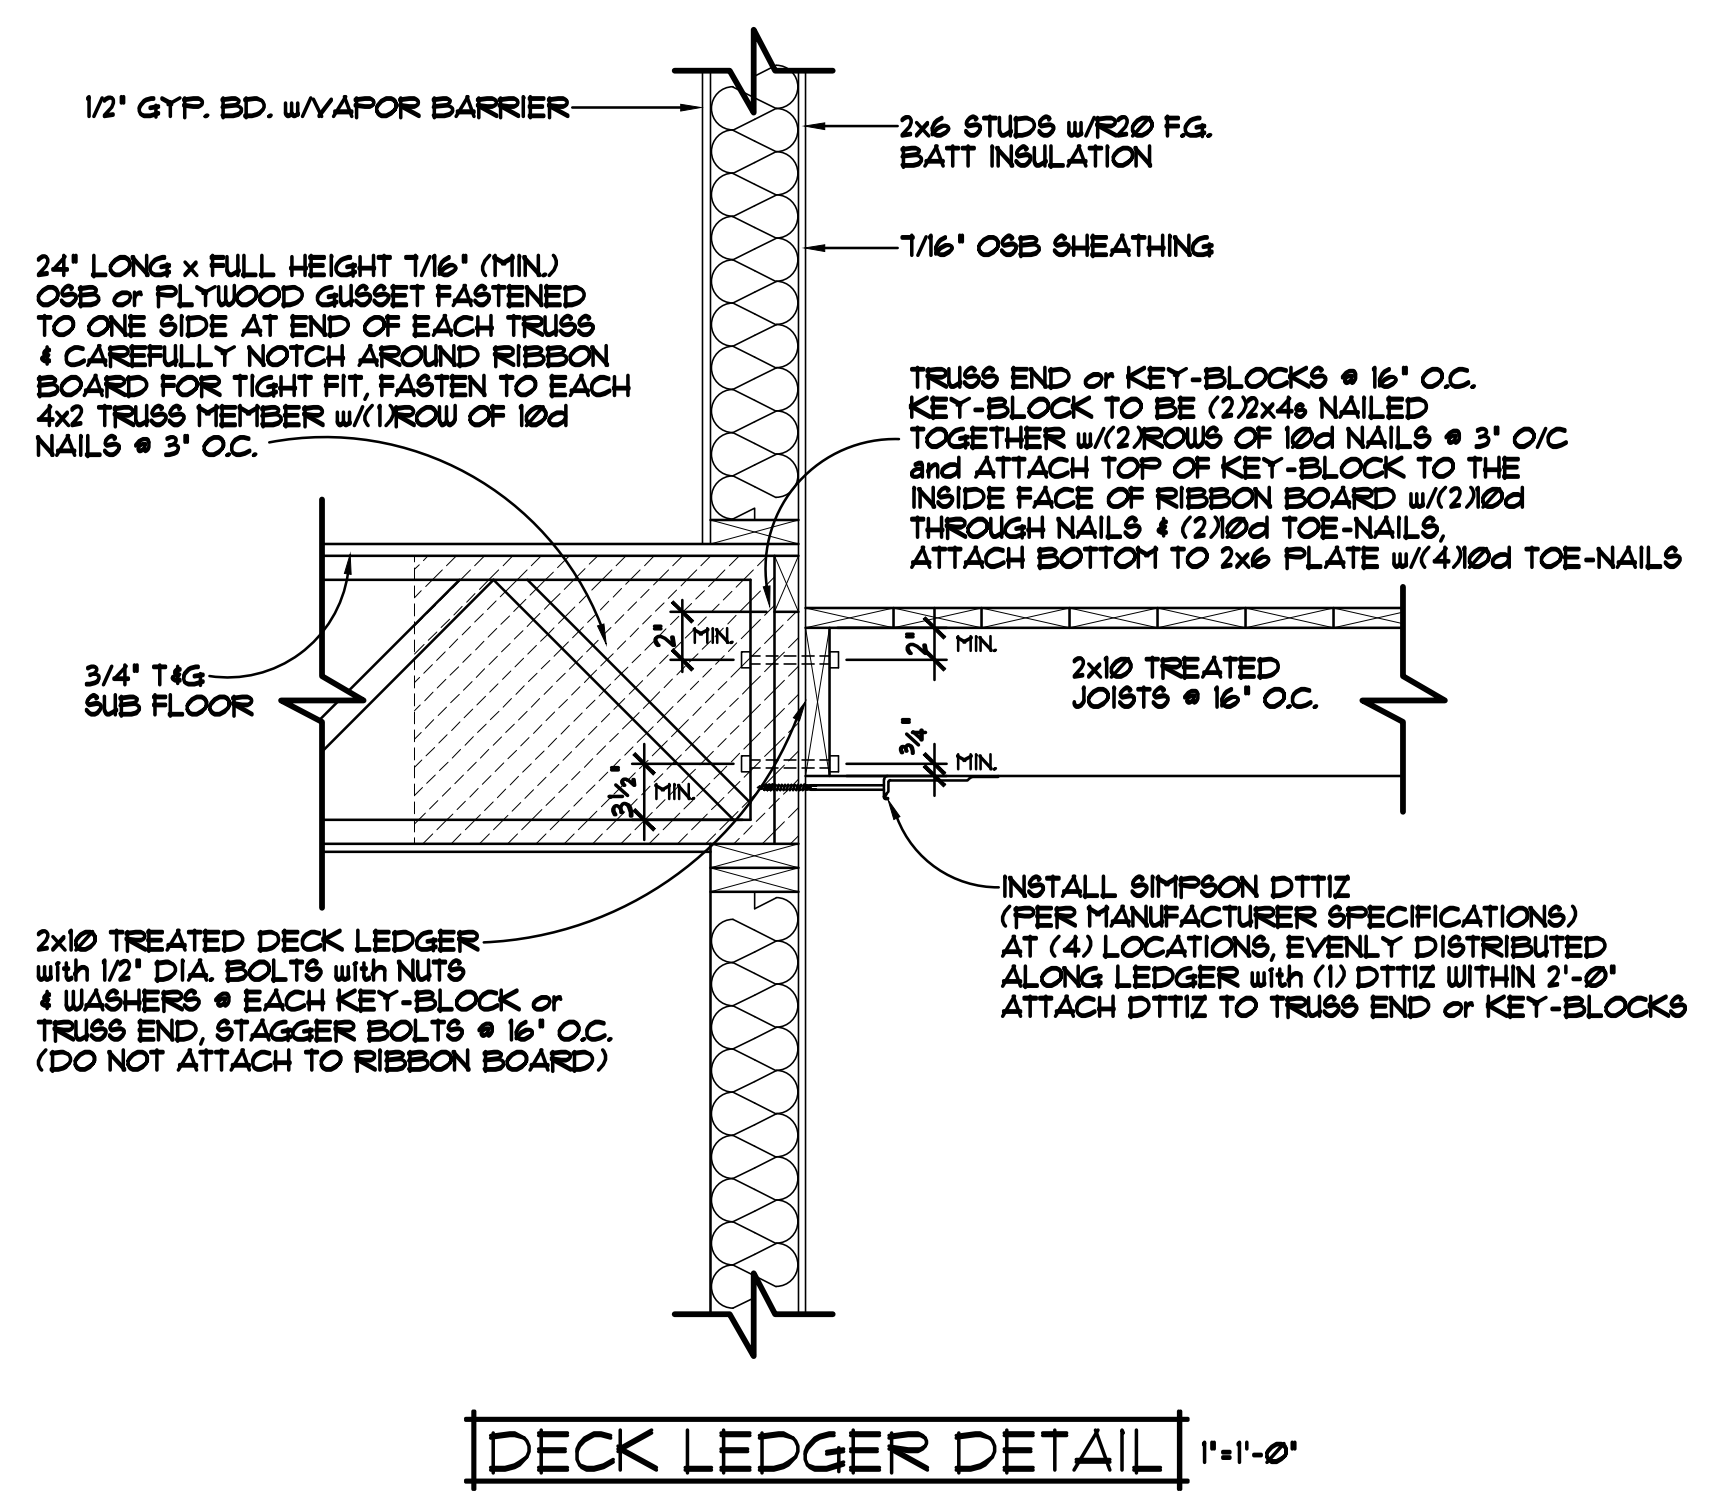 1/2" GYP. BD. w/VAPOR BARRIER
2x6 STUDS w/R20 F.G.
BATT INSULATION
7/16" OSB SHEATHING
24" LONG x FULL HEIGHT 7/16" (MIN.)
OSB or PLYWOOD GUSSET FASTENED
TO ONE SIDE AT END OF EACH TRUSS
& CAREFULLY NOTCH AROUND RIBBON
BOARD FOR TIGHT FIT, FASTEN TO EACH
4x2 TRUSS MEMBER w/(1)ROW OF 10d
NAILS @ 3" O.C.
TRUSS END or KEY-BLOCKS @ 16" O.C.
KEY-BLOCK TO BE (2)2x4s NAILED
TOGETHER w/(2)ROWS OF 10d NAILS @ 3" O/C
and ATTACH TOP OF KEY-BLOCK TO THE
INSIDE FACE OF RIBBON BOARD w/(2)10d
THROUGH NAILS & (2)10d TOE-NAILS,
ATTACH BOTTOM TO 2x6 PLATE w/(4)10d TOE-NAILS
2" MIN.
2" MIN.
3/4" T&G
SUB FLOOR
2x10 TREATED
JOISTS @ 16" O.C.
3/4" MIN.
3 1/2" MIN.
INSTALL SIMPSON DTT1Z
(PER MANUFACTURER SPECIFICATIONS)
AT (4) LOCATIONS, EVENLY DISTRIBUTED
ALONG LEDGER with (1) DTT1Z WITHIN 2'-0"
ATTACH DTT1Z TO TRUSS END or KEY-BLOCKS
2x10 TREATED DECK LEDGER
with 1/2" DIA. BOLTS with NUTS
& WASHERS @ EACH KEY-BLOCK or
TRUSS END, STAGGER BOLTS @ 16" O.C.
(DO NOT ATTACH TO RIBBON BOARD)
DECK LEDGER DETAIL 1"=1'-0"